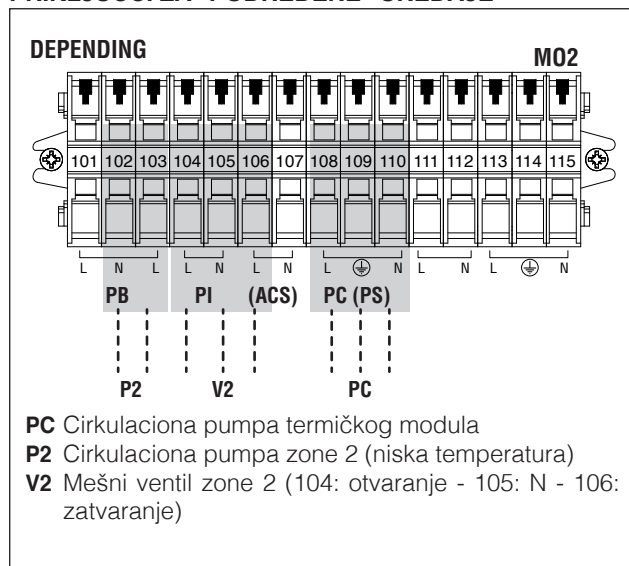 DEPENDING
M02
101 102 103 104 105 106 107 108 109 110 111 112 113 114 115
L N L L N L N L N L N L N
PB PI (ACS) PC (PS)
P2 V2 PC
PC Cirkulaciona pumpa termičkog modula
P2 Cirkulaciona pumpa zone 2 (niska temperatura)
V2 Mešni ventil zone 2 (104: otvaranje - 105: N - 106:
zatvaranje)